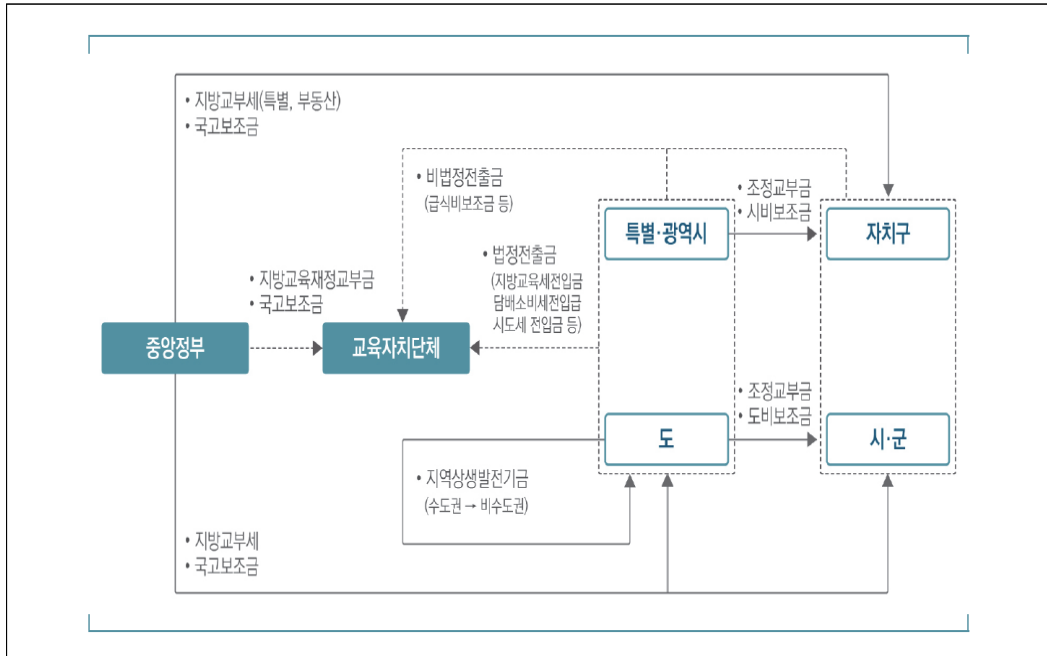 • 지방교부세(특별, 부동산)
• 국고보조금
• 비법정전출금
(급식비보조금 등)
• 조정교부금
• 시비보조금
특별·광역시
자치구
• 법정전출금
(지방교육세전입금
담배소비세전입급
시도세 전입금 등)
• 지방교육재정교부금
• 국고보조금
중앙정부
교육자치단체
• 조정교부금
• 도비보조금
도
시·군
• 지역상생발전기금
(수도권 → 비수도권)
• 지방교부세
• 국고보조금